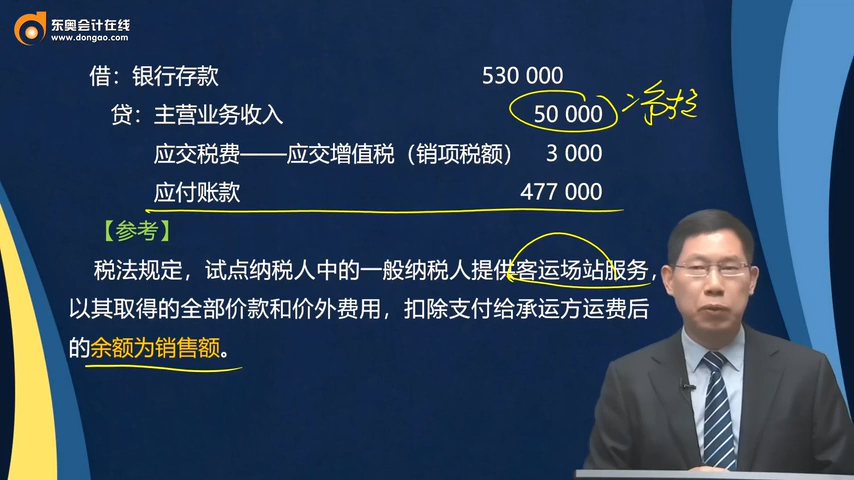 东奥会计在线
www.dongao.com
借：银行存款 530 000
贷：主营业务收入 50 000
应交税费——应交增值税（销项税额） 3 000
应付账款 477 000
【参考】
税法规定，试点纳税人中的一般纳税人提供客运场站服务，
以其取得的全部价款和价外费用，扣除支付给承运方运费后
的余额为销售额。